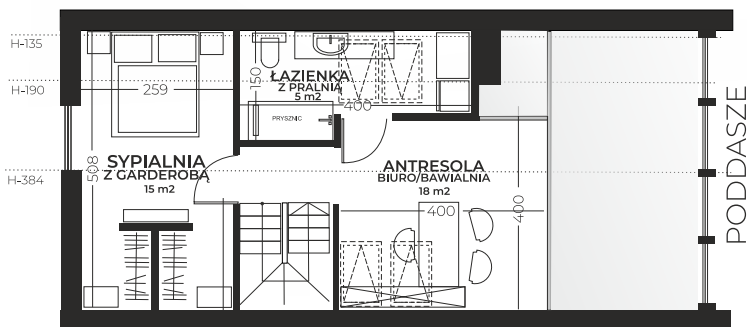 H-135
H-190
H-384
259
508
SYPIALNIA
Z GARDEROBĄ
15 m2
150
ŁAZIENKA
Z PRALNIĄ
5 m2
400
PRYSZNIC
ANTRESOLA
BIURO/BAWIALNIA
18 m2
400
400
PODDASZE